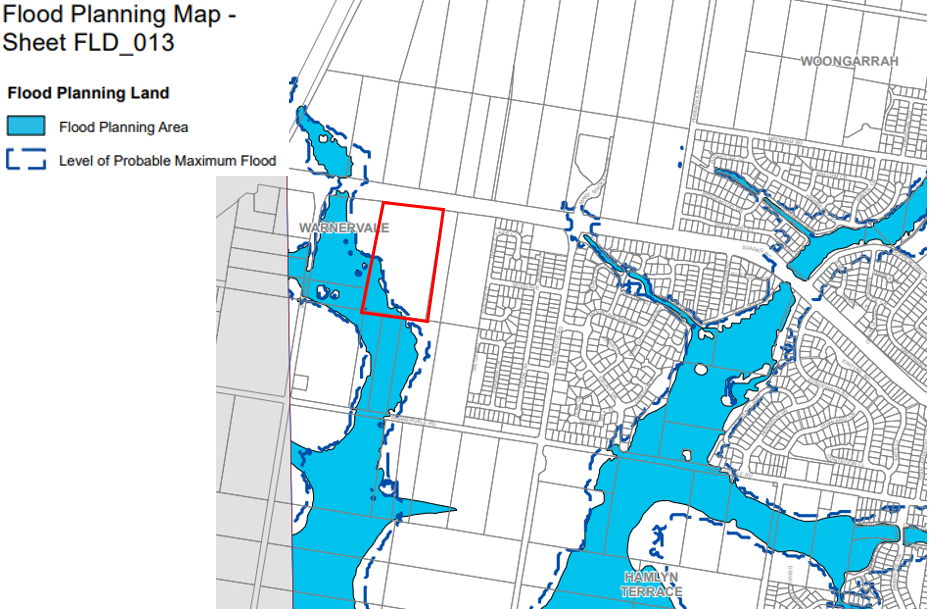 Flood Planning Map -
Sheet FLD_013
Flood Planning Land
Flood Planning Area
Level of Probable Maximum Flood
WOONGARRAH
WARNERVALE
HAMLYN
TERRACE